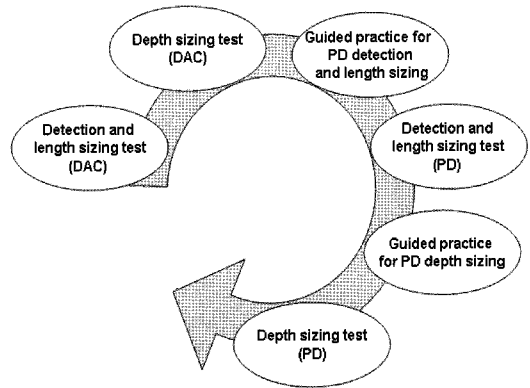 Detection and
length sizing test
(DAC)
Depth sizing test
(DAC)
Guided practice for
PD detection
and length sizing
Detection and
length sizing test
(PD)
Guided practice
for PD depth sizing
Depth sizing test
(PD)